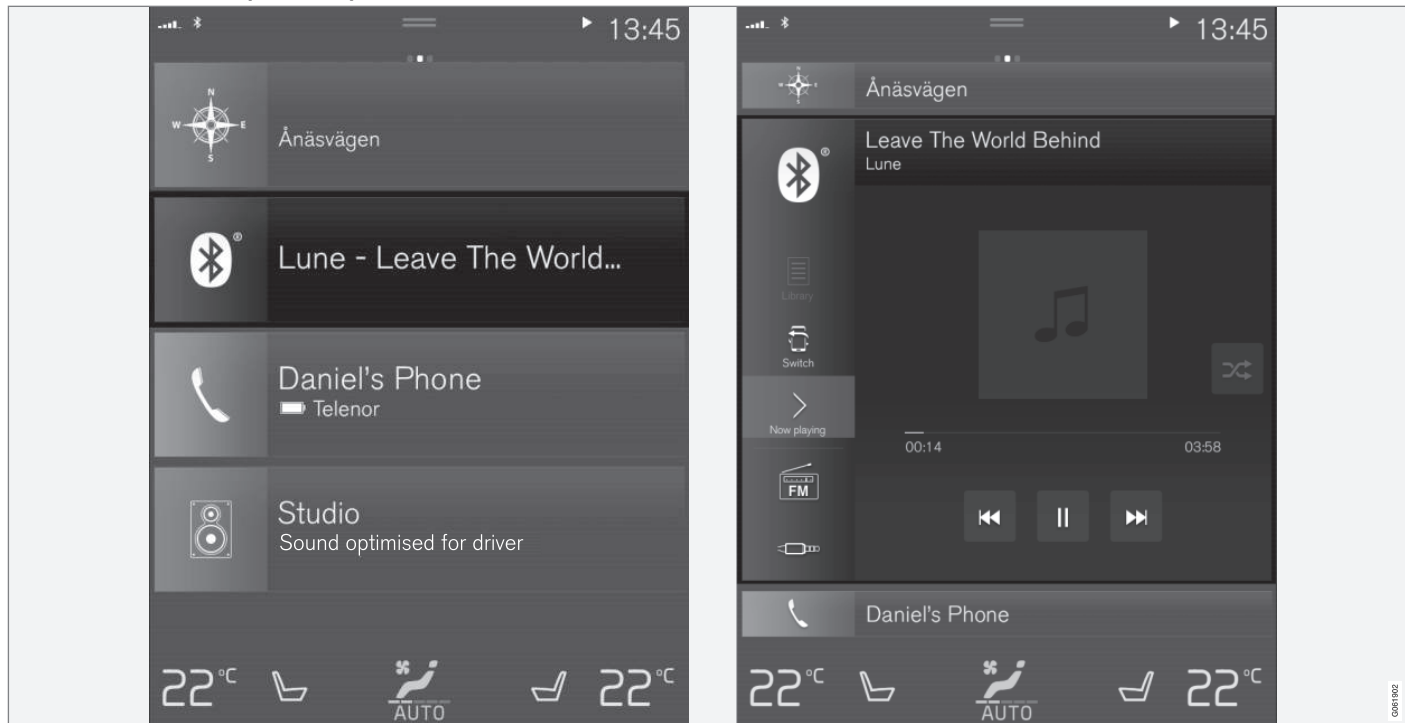 13:45
N
W E
S
Ånäsvägen
®
Lune - Leave The World...
Daniel's Phone
Telenor
Studio
Sound optimised for driver
22°C 22°C
AUTO
13:45
N
W E
S
Ånäsvägen
®
Leave The World Behind
Lune
Library
Switch
Now playing
00:14 03:58
FM
Daniel's Phone
22°C 22°C
AUTO
G061902